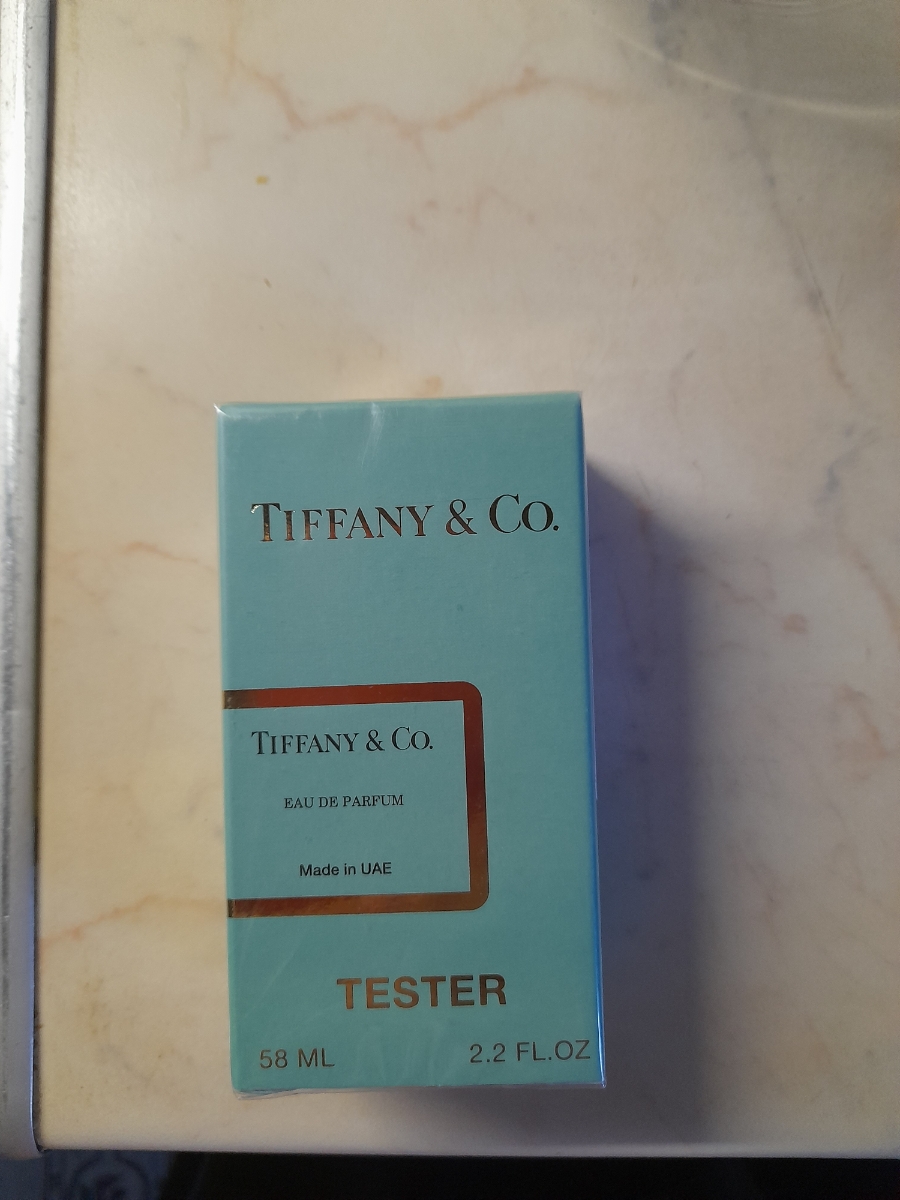 TIFFANY & CO.
TIFFANY & CO.
EAU DE PARFUM
Made in UAE
TESTER
58 ML 2.2 FL.OZ